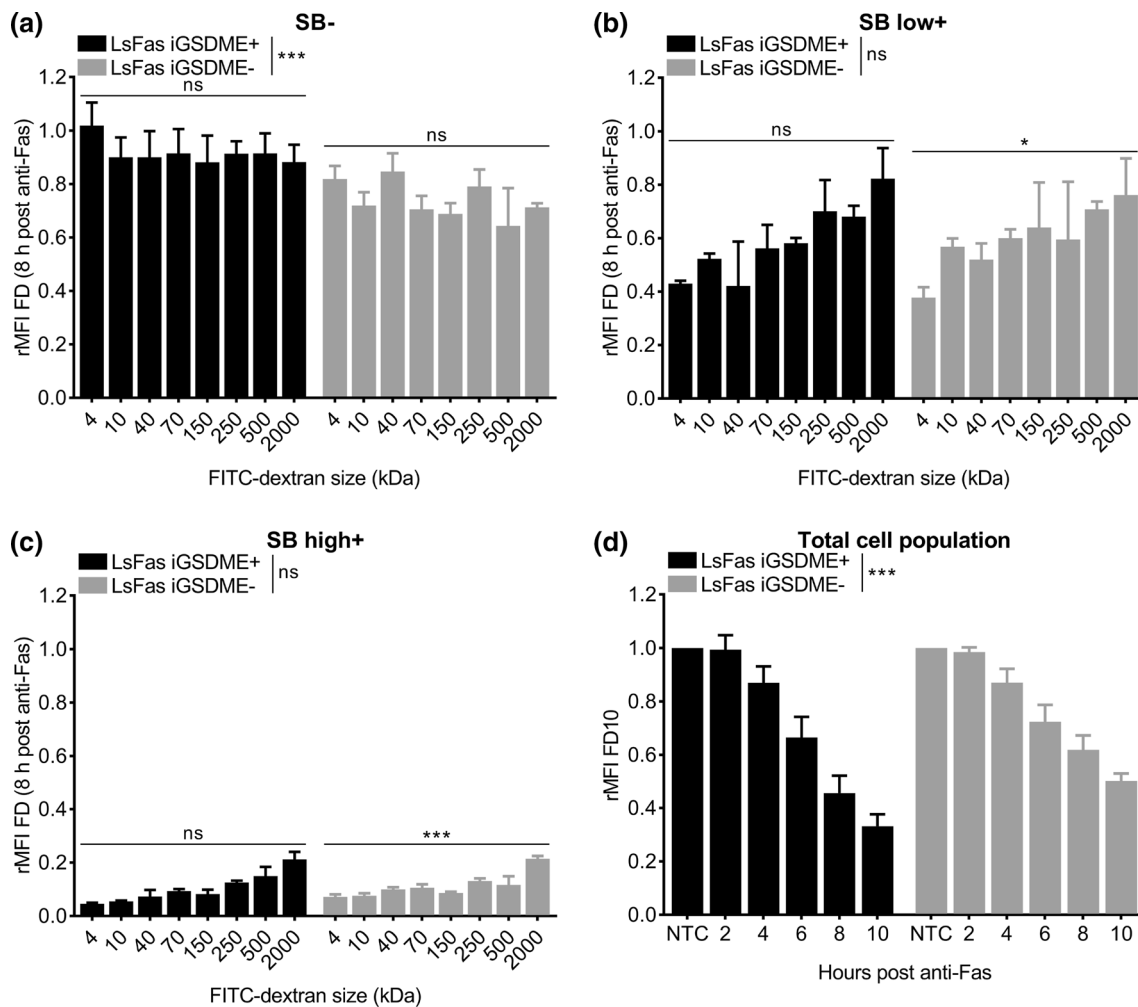 (a)
SB-
LsFas iGSDME+
LsFas iGSDME-
***
ns
ns
1.2
1.0
0.8
0.6
0.4
0.2
0.0
rMFI FD (8 h post anti-Fas)
4 10 40 70 150 250 500 2000 4 10 40 70 150 250 500 2000
FITC-dextran size (kDa)
(b)
SB low+
LsFas iGSDME+
LsFas iGSDME-
ns
ns
*
1.2
1.0
0.8
0.6
0.4
0.2
0.0
rMFI FD (8 h post anti-Fas)
4 10 40 70 150 250 500 2000 4 10 40 70 150 250 500 2000
FITC-dextran size (kDa)
(c)
SB high+
LsFas iGSDME+
LsFas iGSDME-
ns
ns
***
1.2
1.0
0.8
0.6
0.4
0.2
0.0
rMFI FD (8 h post anti-Fas)
4 10 40 70 150 250 500 2000 4 10 40 70 150 250 500 2000
FITC-dextran size (kDa)
(d)
Total cell population
LsFas iGSDME+
LsFas iGSDME-
***
1.2
1.0
0.8
0.6
0.4
0.2
0.0
rMFI FD10
NTC 2 4 6 8 10 NTC 2 4 6 8 10
Hours post anti-Fas